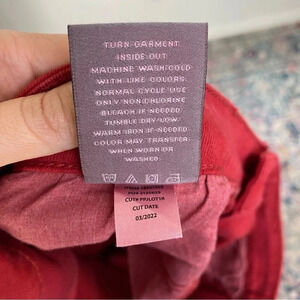 TURN GARMENT
INSIDE OUT
MACHINE WASH COLD
WITH LIKE COLORS
NORMAL CYCLE USE
ONLY NON CHLORINE
BLEACH IF NEEDED
TUMBLE DRY LOW
WARM IRON IF NEEDED
COLOR MAY TRANSFER
WHEN WORN OR
WASHED
CUT DATE
03/2022